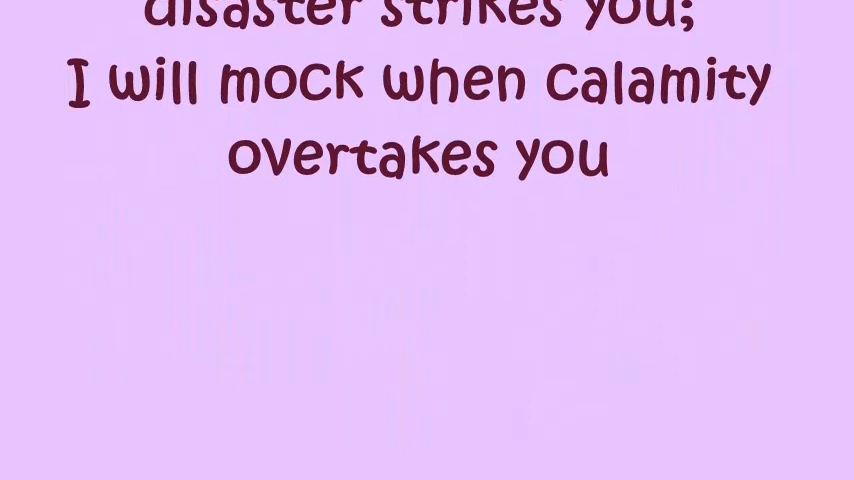 disaster strikes you;
I will mock when calamity
overtakes you